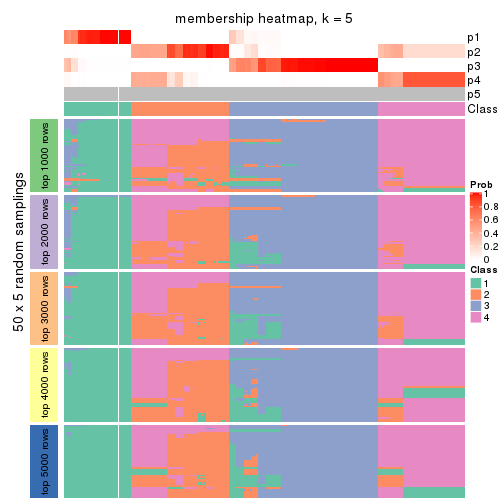 membership heatmap, k = 5
p1
p2
p3
p4
p5
Class
50 x 5 random samplings
top 1000 rows
top 2000 rows
top 3000 rows
top 4000 rows
top 5000 rows
Prob
1
0.8
0.6
0.4
0.2
0
Class
1
2
3
4